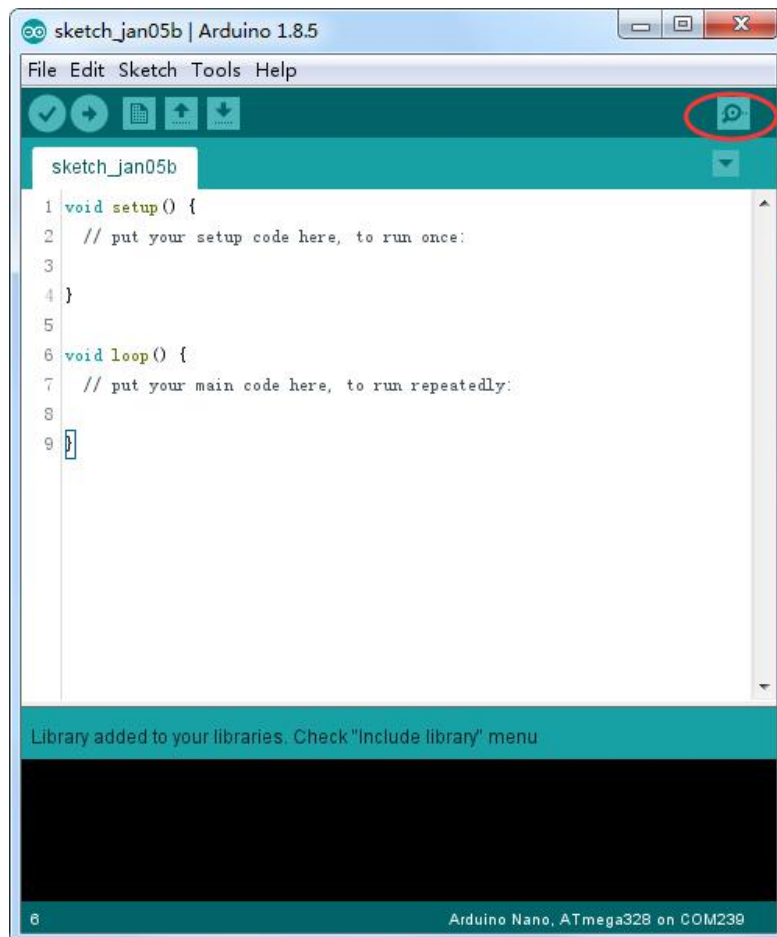 sketch_jan05b | Arduino 1.8.5
File Edit Sketch Tools Help
sketch_jan05b
1 void setup() {
2 // put your setup code here, to run once:
3
4 }
5
6 void loop() {
7 // put your main code here, to run repeatedly:
8
9 }
Library added to your libraries. Check "Include library" menu
6 Arduino Nano, ATmega328 on COM239